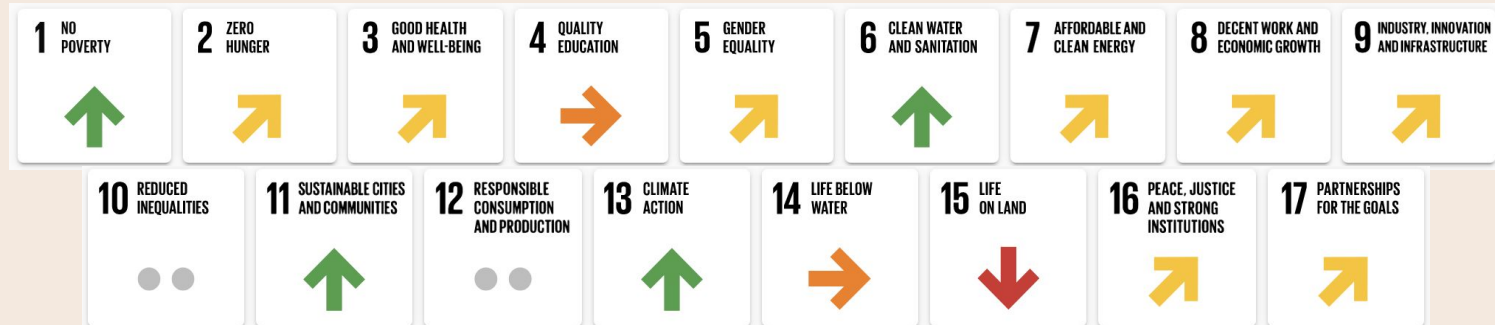 1 NO
POVERTY
2 ZERO
HUNGER
3 GOOD HEALTH
AND WELL-BEING
4 QUALITY
EDUCATION
5 GENDER
EQUALITY
6 CLEAN WATER
AND SANITATION
7 AFFORDABLE AND
CLEAN ENERGY
8 DECENT WORK AND
ECONOMIC GROWTH
9 INDUSTRY, INNOVATION
AND INFRASTRUCTURE
10 REDUCED
INEQUALITIES
11 SUSTAINABLE CITIES
AND COMMUNITIES
12 RESPONSIBLE
CONSUMPTION
AND PRODUCTION
13 CLIMATE
ACTION
14 LIFE BELOW
WATER
15 LIFE
ON LAND
16 PEACE, JUSTICE
AND STRONG
INSTITUTIONS
17 PARTNERSHIPS
FOR THE GOALS